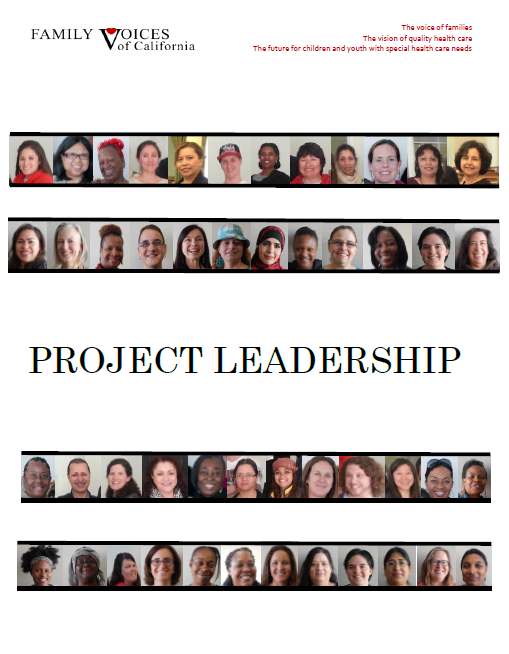 FAMILY VOICES
of California
The voice of families
The vision of quality health care
The future for children and youth with special health care needs
PROJECT LEADERSHIP